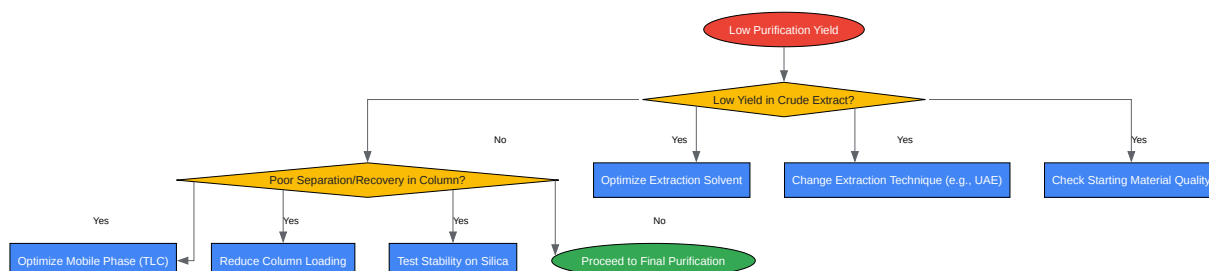 Low Purification Yield
Low Yield in Crude Extract?
No
Yes
Yes
Yes
Poor Separation/Recovery in Column?
Optimize Extraction Solvent
Change Extraction Technique (e.g., UAE)
Check Starting Material Quality
Yes
Yes
Yes
No
Optimize Mobile Phase (TLC)
Reduce Column Loading
Test Stability on Silica
Proceed to Final Purification